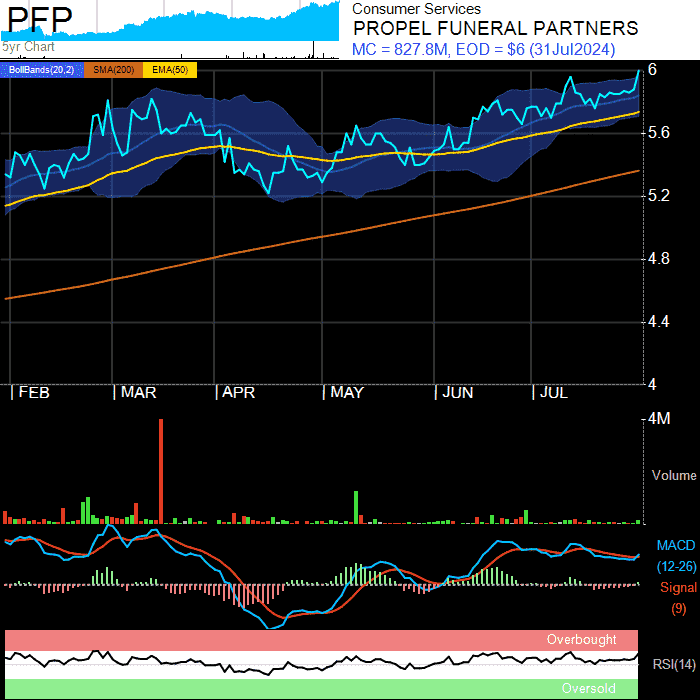 PFP
5yr Chart
Consumer Services
PROPEL FUNERAL PARTNERS
MC = 827.8M, EOD = $6 (31Jul2024)
BollBands(20,2) SMA(200) EMA(50)
6
5.6
5.2
4.8
4.4
4
FEB MAR APR MAY JUN JUL
4M
Volume
MACD
(12-26)
Signal
(9)
Overbought
RSI(14)
Oversold